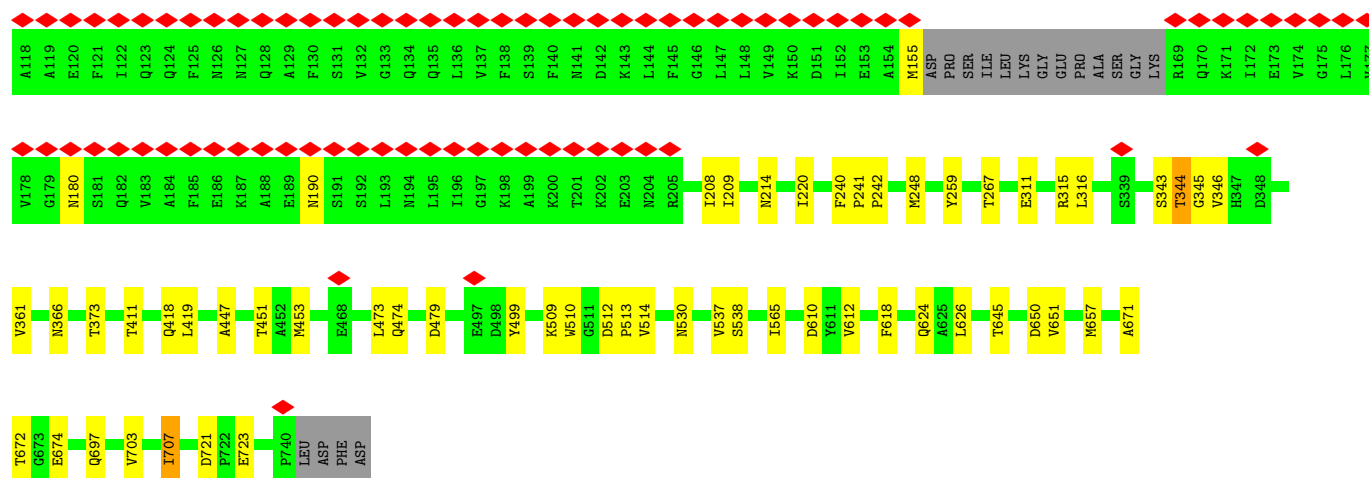 A118 A119 E120 F121 I122 Q123 Q124 F125 N126 N127 Q128 A129 F130 S131 V132 G133 Q134 Q135 L136 V137 F138 S139 F140 N141 D142 K143 L144 F145 G146 L147 L148 V149 K150 D151 I152 E153 A154 M155 ASP PRO SER ILE LEU LYS GLY GLU PRO ALA SER GLY LYS R169 Q170 K171 I172 E173 V174 G175 L176 V177
V178 G179 N180 S181 Q182 V183 A184 F185 E186 K187 A188 E189 N190 S191 S192 L193 N194 L195 I196 G197 K198 A199 K200 T201 K202 E203 N204 R205 I208 I209 N214 I220 F240 P241 P242 M248 Y259 T267 E311 R315 L316 S339 S343 T344 G345 V346 H347 D348
V361 N366 T373 T411 Q418 L419 A447 T451 A452 M453 E468 L473 Q474 D479 E497 D498 Y499 K509 W510 G511 D512 P513 V514 N530 V537 S538 I565 D610 Y611 V612 F618 Q624 A625 L626 T645 D650 V651 M657 A671
T672 G673 E674 Q697 V703 I707 D721 P722 E723 P740 LEU ASP PHE ASP